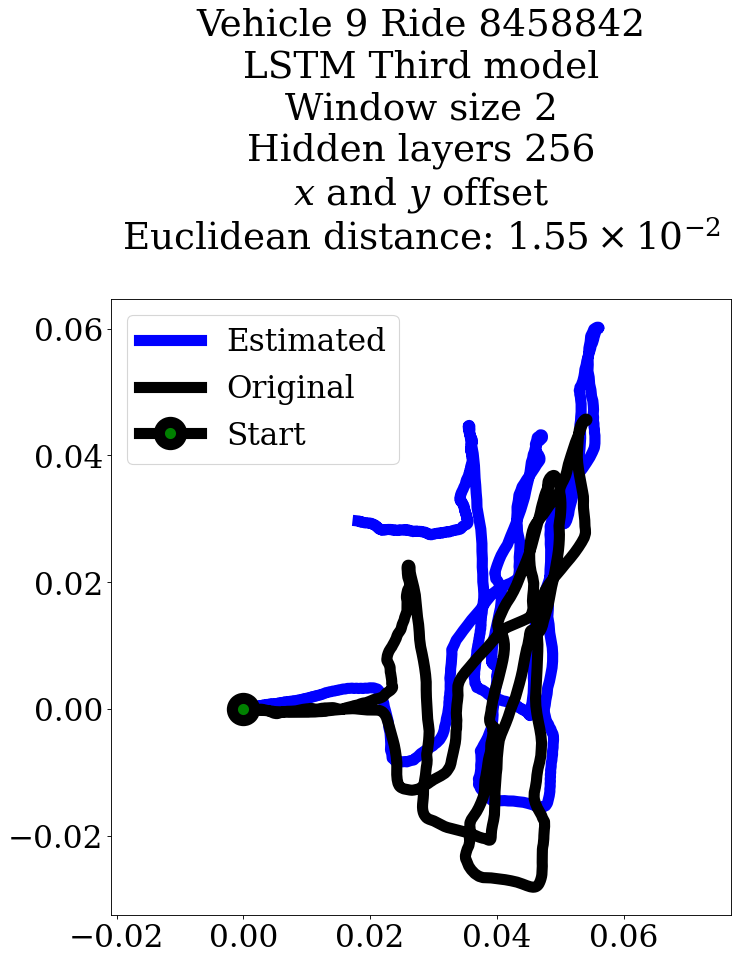 Vehicle 9 Ride 8458842
LSTM Third model
Window size 2
Hidden layers 256
x and y offset
Euclidean distance: 1.55 × 10⁻²
Estimated
Original
Start
0.06
0.04
0.02
0.00
−0.02
−0.02
0.00
0.02
0.04
0.06